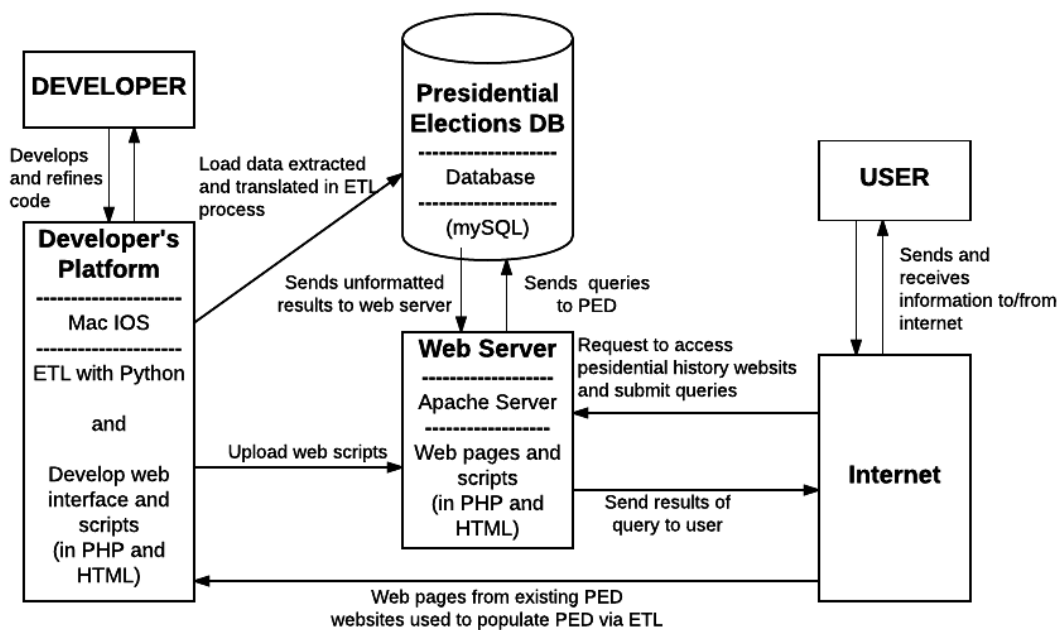 DEVELOPER
Develops
and refines
code
Load data extracted
and translated in ETL
process
Presidential
Elections DB
--------------------
Database
--------------------
(mySQL)
USER
Developer's
Platform
----------------------
Mac IOS
----------------------
ETL with Python
and
Develop web
interface and
scripts
(in PHP and
HTML)
Sends unformatted
results to web server
Sends queries
to PED
Sends and
receives
information to/from
internet
Web Server
--------------------
Apache Server
-------------------
Web pages and
scripts
(in PHP and
HTML)
Request to access
pesidential history websits
and submit queries
Upload web scripts
Send results of
query to user
Internet
Web pages from existing PED
websites used to populate PED via ETL